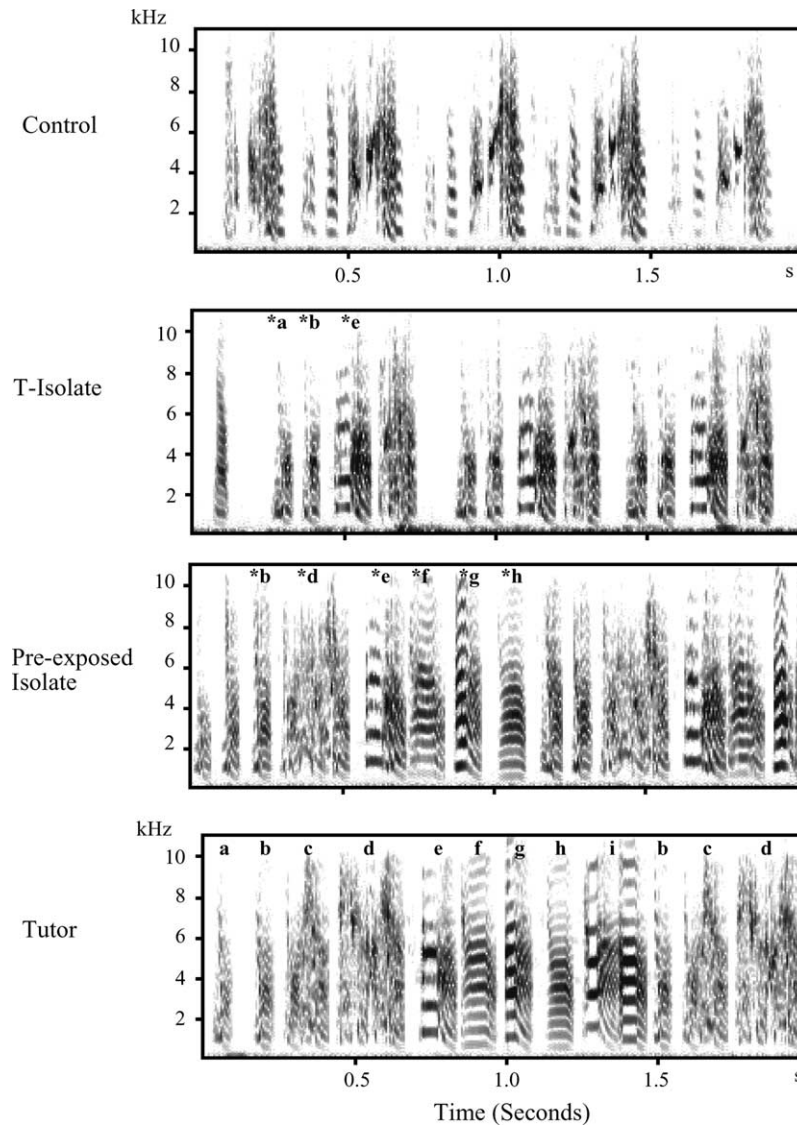 kHz
10
8
6
4
2
Control
0.5 1.0 1.5 s
*a *b *e
10
8
6
4
2
T-Isolate
*b *d *e *f *g *h
10
8
6
4
2
Pre-exposed
Isolate
kHz
a b c d e f g h i b c d
10
8
6
4
2
Tutor
0.5 1.0 1.5 s
Time (Seconds)